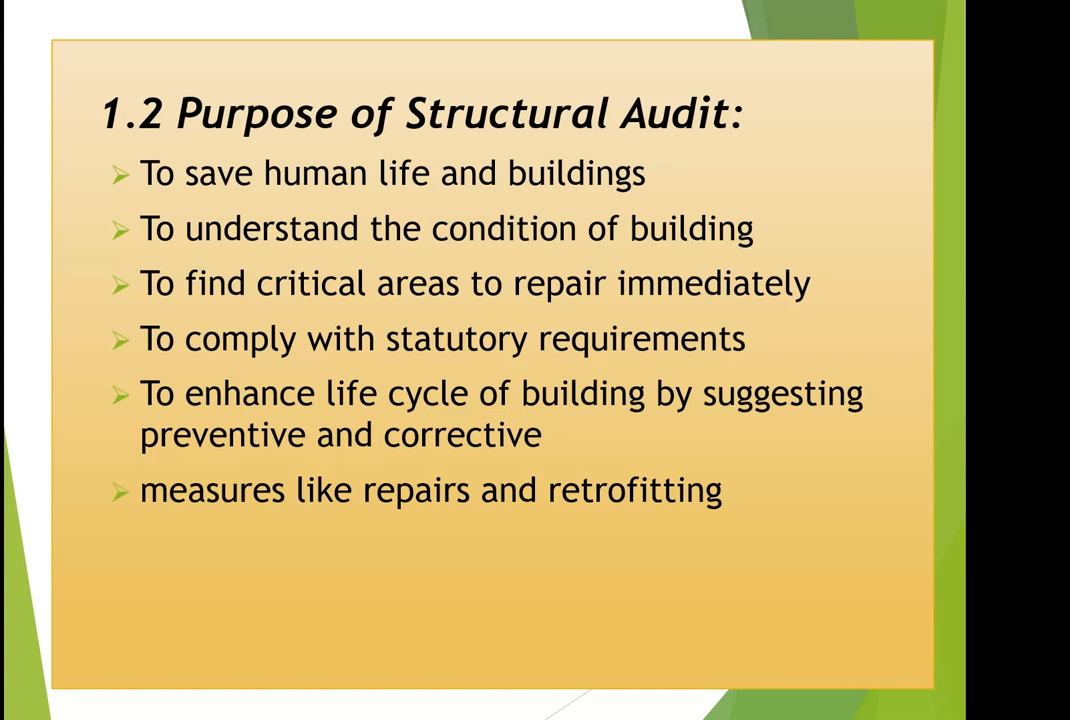 1.2 Purpose of Structural Audit:
To save human life and buildings
To understand the condition of building
To find critical areas to repair immediately
To comply with statutory requirements
To enhance life cycle of building by suggesting
preventive and corrective
measures like repairs and retrofitting